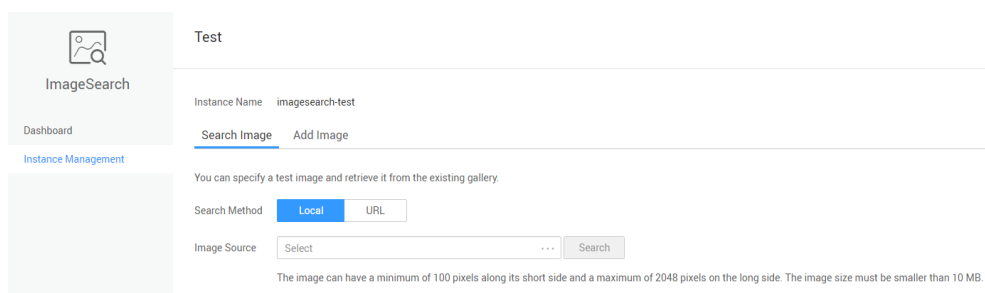 Test
ImageSearch
Instance Name imagesearch-test
Dashboard
Search Image Add Image
Instance Management
You can specify a test image and retrieve it from the existing gallery.
Search Method Local URL
Image Source Select ... Search
The image can have a minimum of 100 pixels along its short side and a maximum of 2048 pixels on the long side. The image size must be smaller than 10 MB.